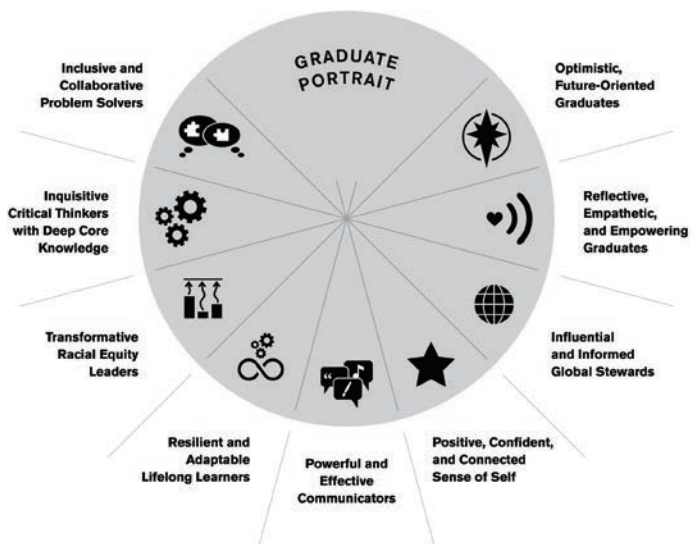 GRADUATE
PORTRAIT
Inclusive and
Collaborative
Problem Solvers
Optimistic,
Future-Oriented
Graduates
Inquisitive
Critical Thinkers
with Deep Core
Knowledge
Reflective,
Empathetic,
and Empowering
Graduates
Transformative
Racial Equity
Leaders
Influential
and Informed
Global Stewards
Resilient and
Adaptable
Lifelong Learners
Powerful and
Effective
Communicators
Positive, Confident,
and Connected
Sense of Self